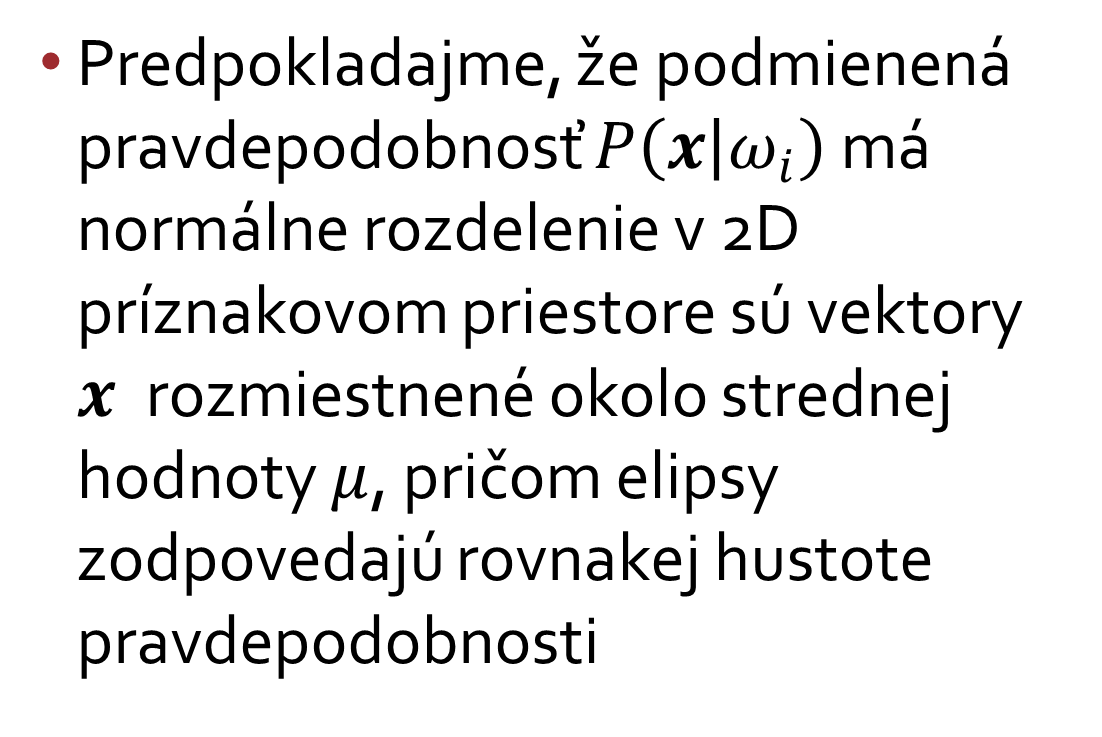 • Predpokladajme, že podmienená
pravdepodobnosť P(x|ωᵢ) má
normálne rozdelenie v 2D
príznakovom priestore sú vektory
x rozmiestnené okolo strednej
hodnoty μ, pričom elipsy
zodpovedajú rovnakej hustote
pravdepodobnosti